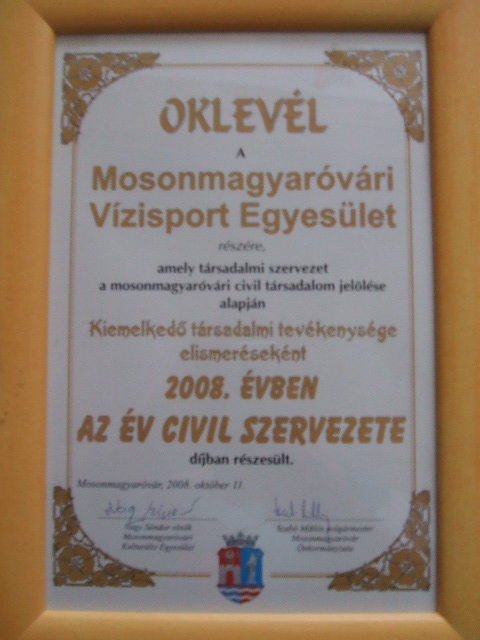 OKLEVÉL
A
Mosonmagyaróvári
Vízisport Egyesület
részére,
amely társadalmi szervezet
a mosonmagyaróvári civil társadalom jelölése
alapján
Kiemelkedő társadalmi tevékenysége
elismeréseként
2008. ÉVBEN
AZ ÉV CIVIL SZERVEZETE
díjban részesült.
Mosonmagyaróvár, 2008. október 11.
Nagy Sándor elnök
Mosonmagyaróvári
Kulturális Egyesület
Szabó Miklós polgármester
Mosonmagyaróvár
Önkormányzata